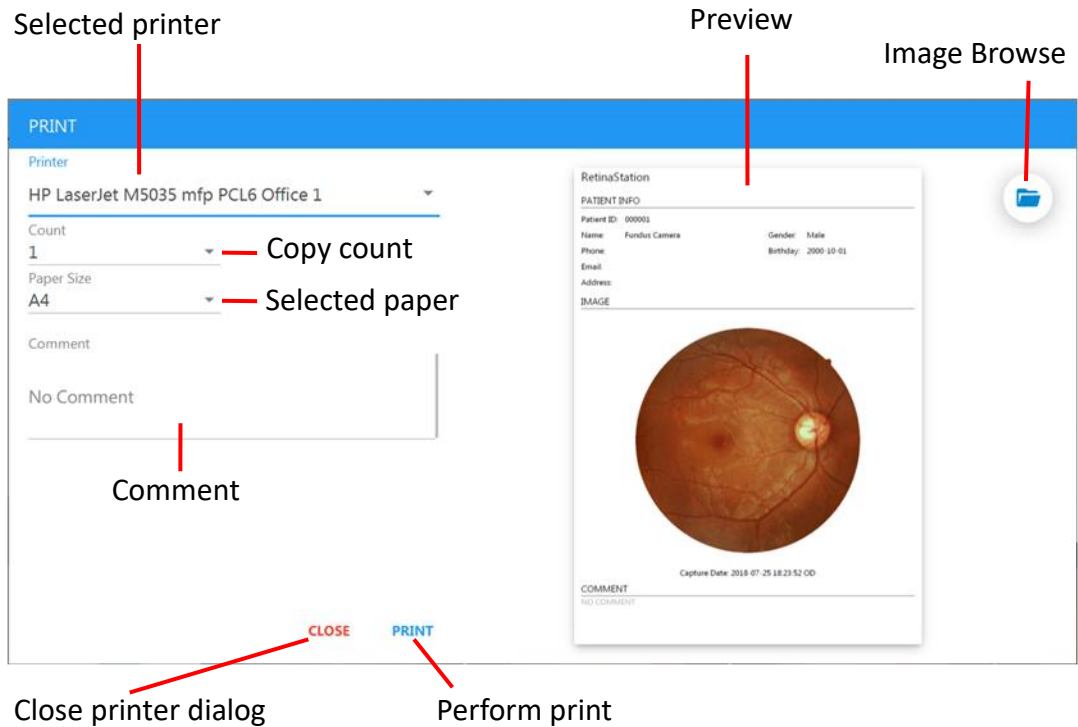 Selected printer
Preview
Image Browse
PRINT
Printer
HP LaserJet M5035 mfp PCL6 Office 1
Count
1
Copy count
Paper Size
A4
Selected paper
Comment
No Comment
Comment
CLOSE PRINT
Close printer dialog
Perform print
RetinaStation
PATIENT INFO
Patient ID: 000001
Name: Fundus Camera Gender: Male
Phone: Birthday: 2000-10-01
Email:
Address:
IMAGE
Capture Date: 2018-07-25 18:23:52 OD
COMMENT
NO COMMENT